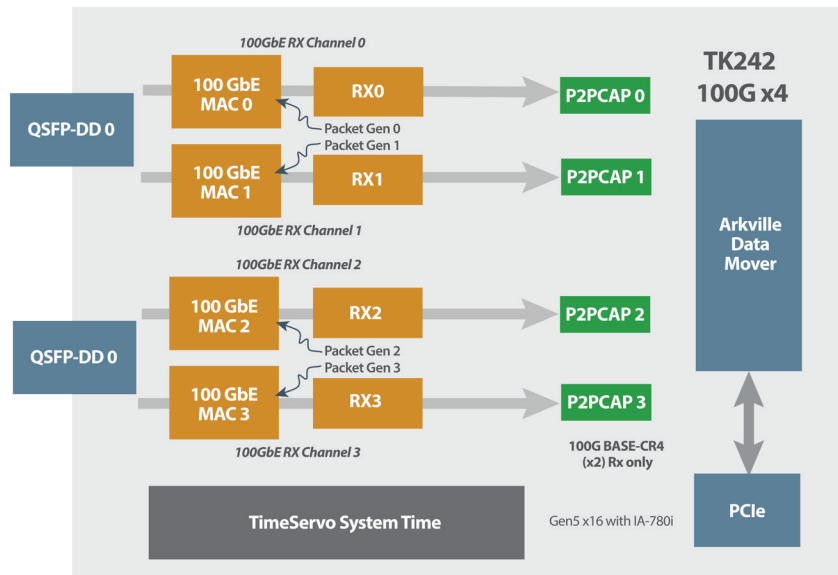 100GbE RX Channel 0
TK242
100G x4
QSFP-DD 0
100 GbE
MAC 0
RX0
P2PCAP 0
Packet Gen 0
Packet Gen 1
100 GbE
MAC 1
RX1
P2PCAP 1
100GbE RX Channel 1
Arkville
Data
Mover
100GbE RX Channel 2
QSFP-DD 0
100 GbE
MAC 2
RX2
P2PCAP 2
Packet Gen 2
Packet Gen 3
100 GbE
MAC 3
RX3
P2PCAP 3
100GbE RX Channel 3
100G BASE-CR4
(x2) Rx only
TimeServo System Time
Gen5 x16 with IA-780i
PCIe